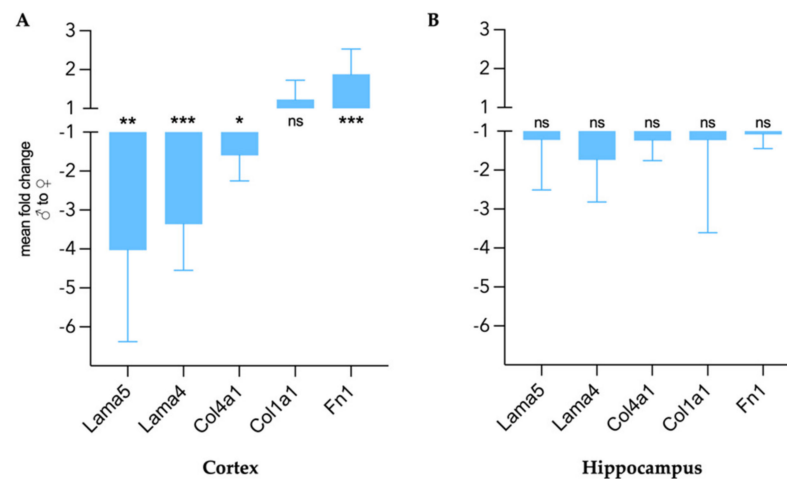 A
mean fold change
♂ to ♀
3
2
1
-1
-2
-3
-4
-5
-6
** *** * ns ***
Lama5 Lama4 Col4a1 Col1a1 Fn1
Cortex
B
3
2
1
-1
-2
-3
-4
-5
-6
ns ns ns ns ns
Lama5 Lama4 Col4a1 Col1a1 Fn1
Hippocampus